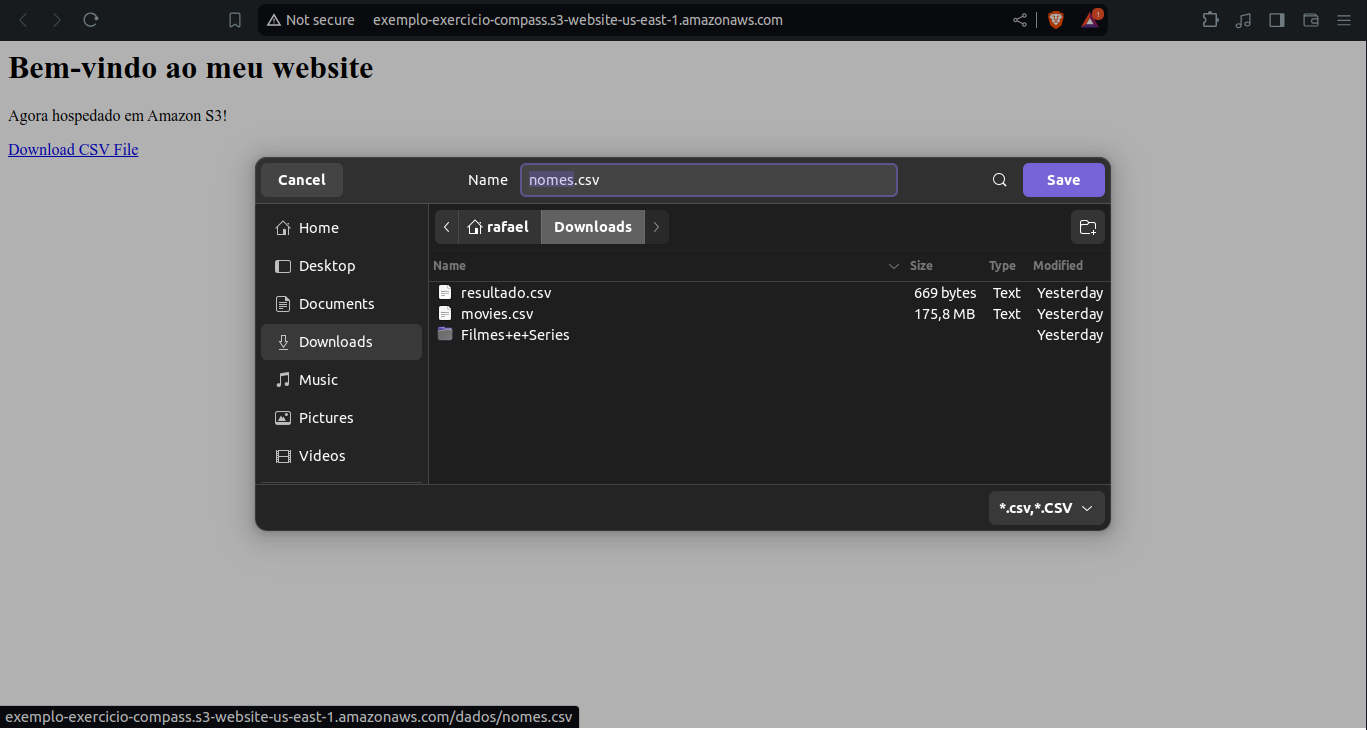 Not secure exemplo-exercicio-compass.s3-website-us-east-1.amazonaws.com 1
Bem-vindo ao meu website
Agora hospedado em Amazon S3!
Download CSV File
Cancel Name nomes.csv Save
Home
Desktop
Documents
Downloads
Music
Pictures
Videos
rafael Downloads
Name Size Type Modified
resultado.csv 669 bytes Text Yesterday
movies.csv 175,8 MB Text Yesterday
Filmes+e+Series Yesterday
*.csv,*.CSV
exemplo-exercicio-compass.s3-website-us-east-1.amazonaws.com/dados/nomes.csv